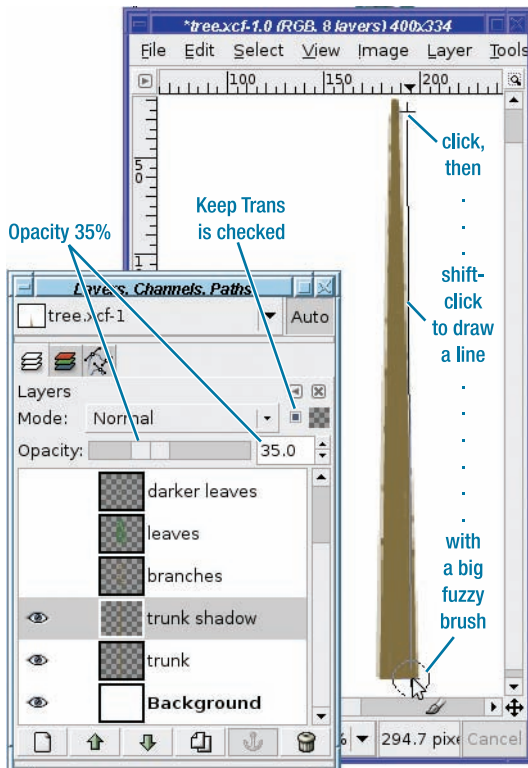 *tree.xcf-1.0 (RGB, 8 layers) 400x334
File Edit Select View Image Layer Tools
100 150 200
50
click,
then
.
.
.
shift-
click
to draw
a line
.
.
.
.
.
with
a big
fuzzy
brush
Opacity 35%
Keep Trans
is checked
Layers, Channels, Paths
tree.xcf-1 Auto
Layers
Mode: Normal
Opacity: 35.0
darker leaves
leaves
branches
trunk shadow
trunk
Background
% 294.7 pixe Cancel